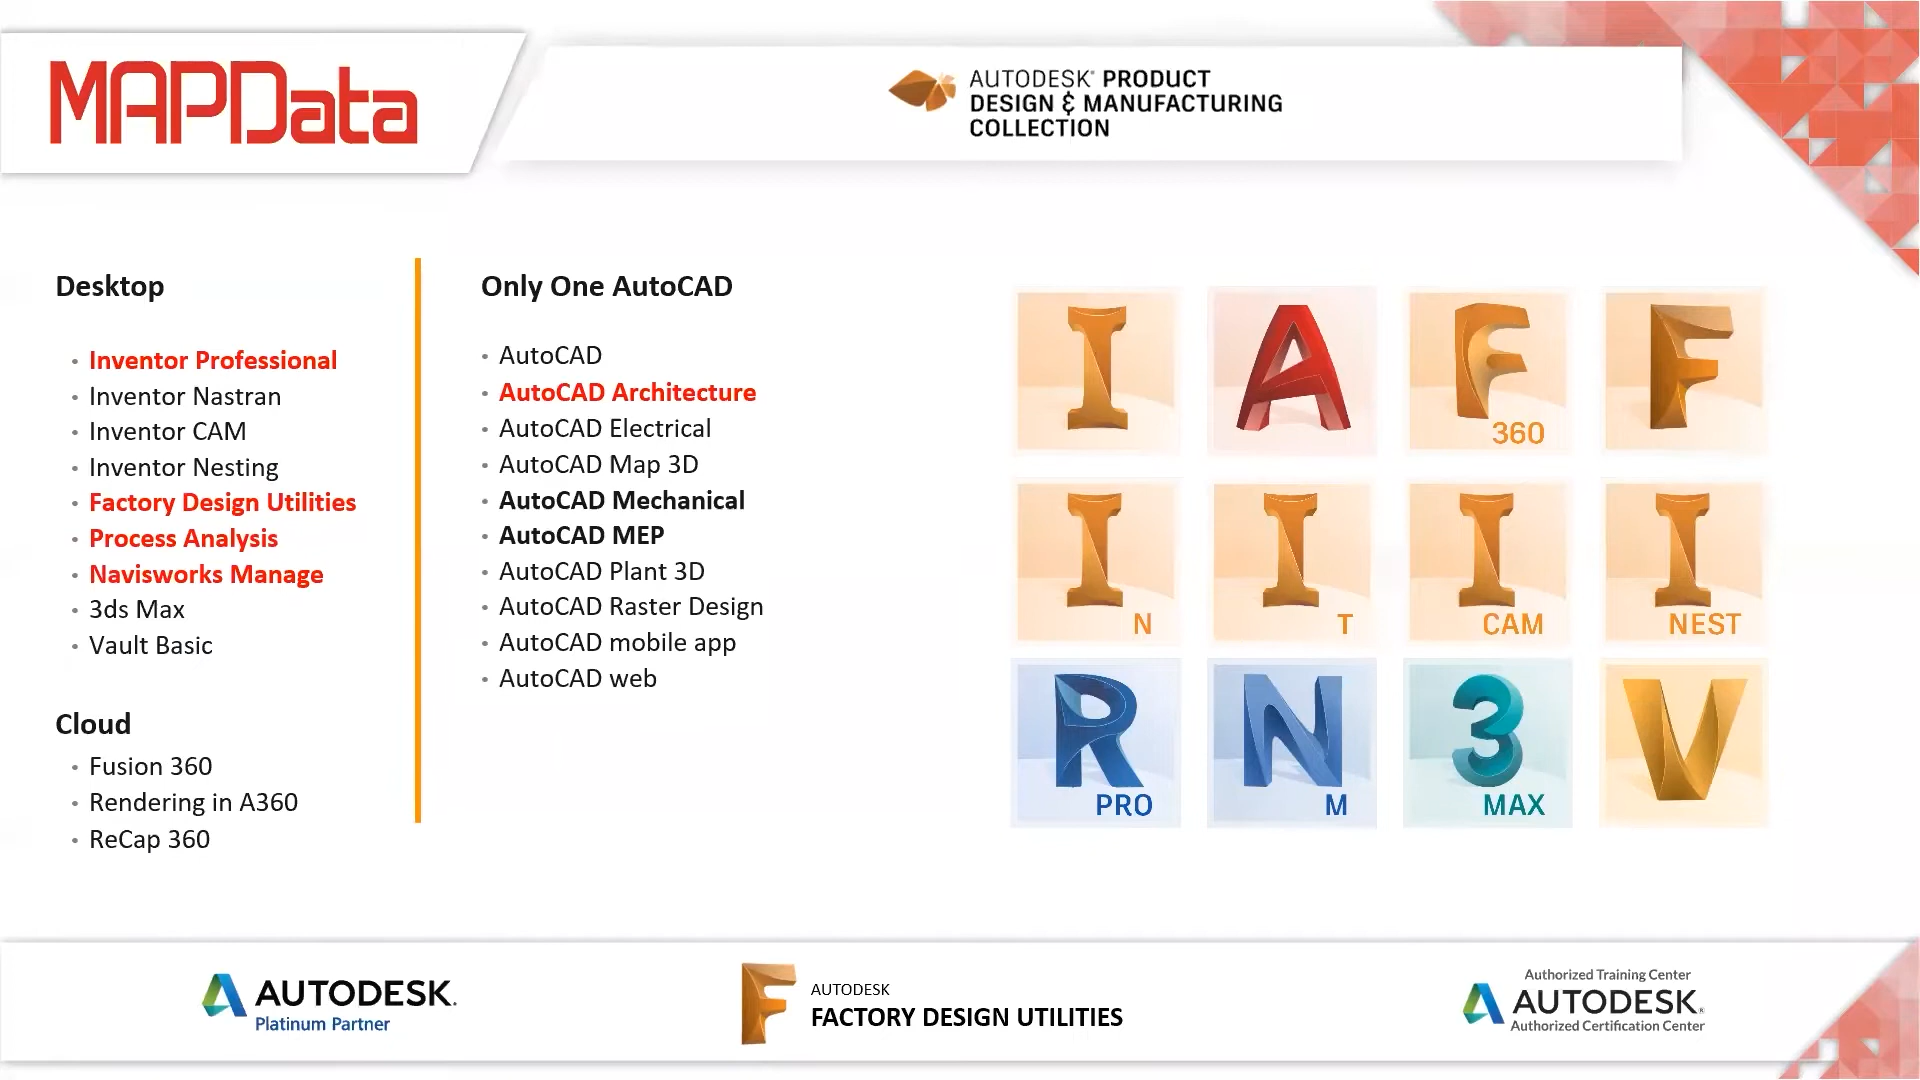 MAPData
AUTODESK® PRODUCT
DESIGN & MANUFACTURING
COLLECTION
Desktop
• Inventor Professional
• Inventor Nastran
• Inventor CAM
• Inventor Nesting
• Factory Design Utilities
• Process Analysis
• Navisworks Manage
• 3ds Max
• Vault Basic
Cloud
• Fusion 360
• Rendering in A360
• ReCap 360
Only One AutoCAD
• AutoCAD
• AutoCAD Architecture
• AutoCAD Electrical
• AutoCAD Map 3D
• AutoCAD Mechanical
• AutoCAD MEP
• AutoCAD Plant 3D
• AutoCAD Raster Design
• AutoCAD mobile app
• AutoCAD web
I
A
F 360
F
I N
I T
I CAM
I NEST
R PRO
N M
3 MAX
V
AUTODESK.
Platinum Partner
F
AUTODESK
FACTORY DESIGN UTILITIES
Authorized Training Center
AUTODESK®
Authorized Certification Center